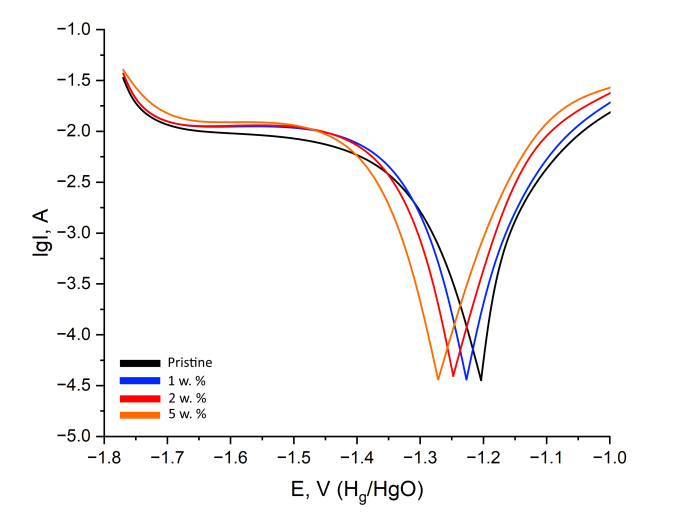 −1.0
−1.5
−2.0
−2.5
−3.0
−3.5
−4.0
−4.5
−5.0
lgI, A
Pristine
1 w. %
2 w. %
5 w. %
−1.8 −1.7 −1.6 −1.5 −1.4 −1.3 −1.2 −1.1 −1.0
E, V (Hg/HgO)